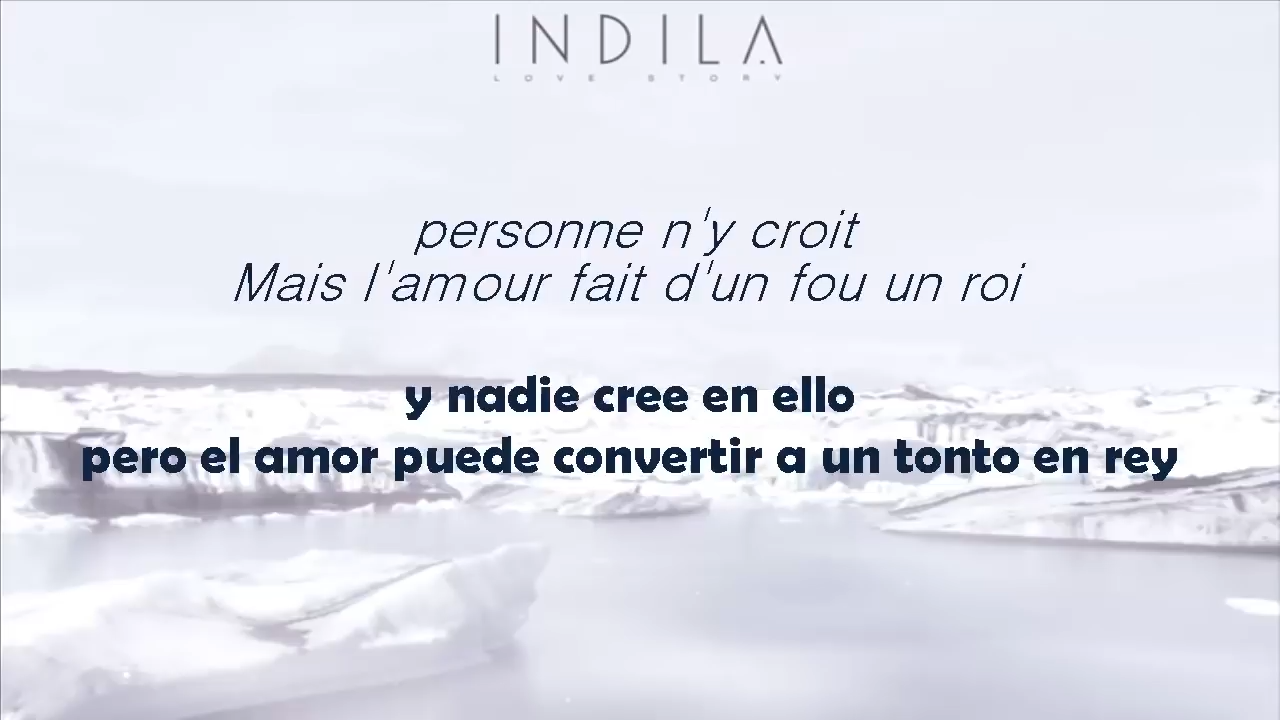 INDILA
LOVE STORY
personne n'y croit
Mais l'amour fait d'un fou un roi
y nadie cree en ello
pero el amor puede convertir a un tonto en rey